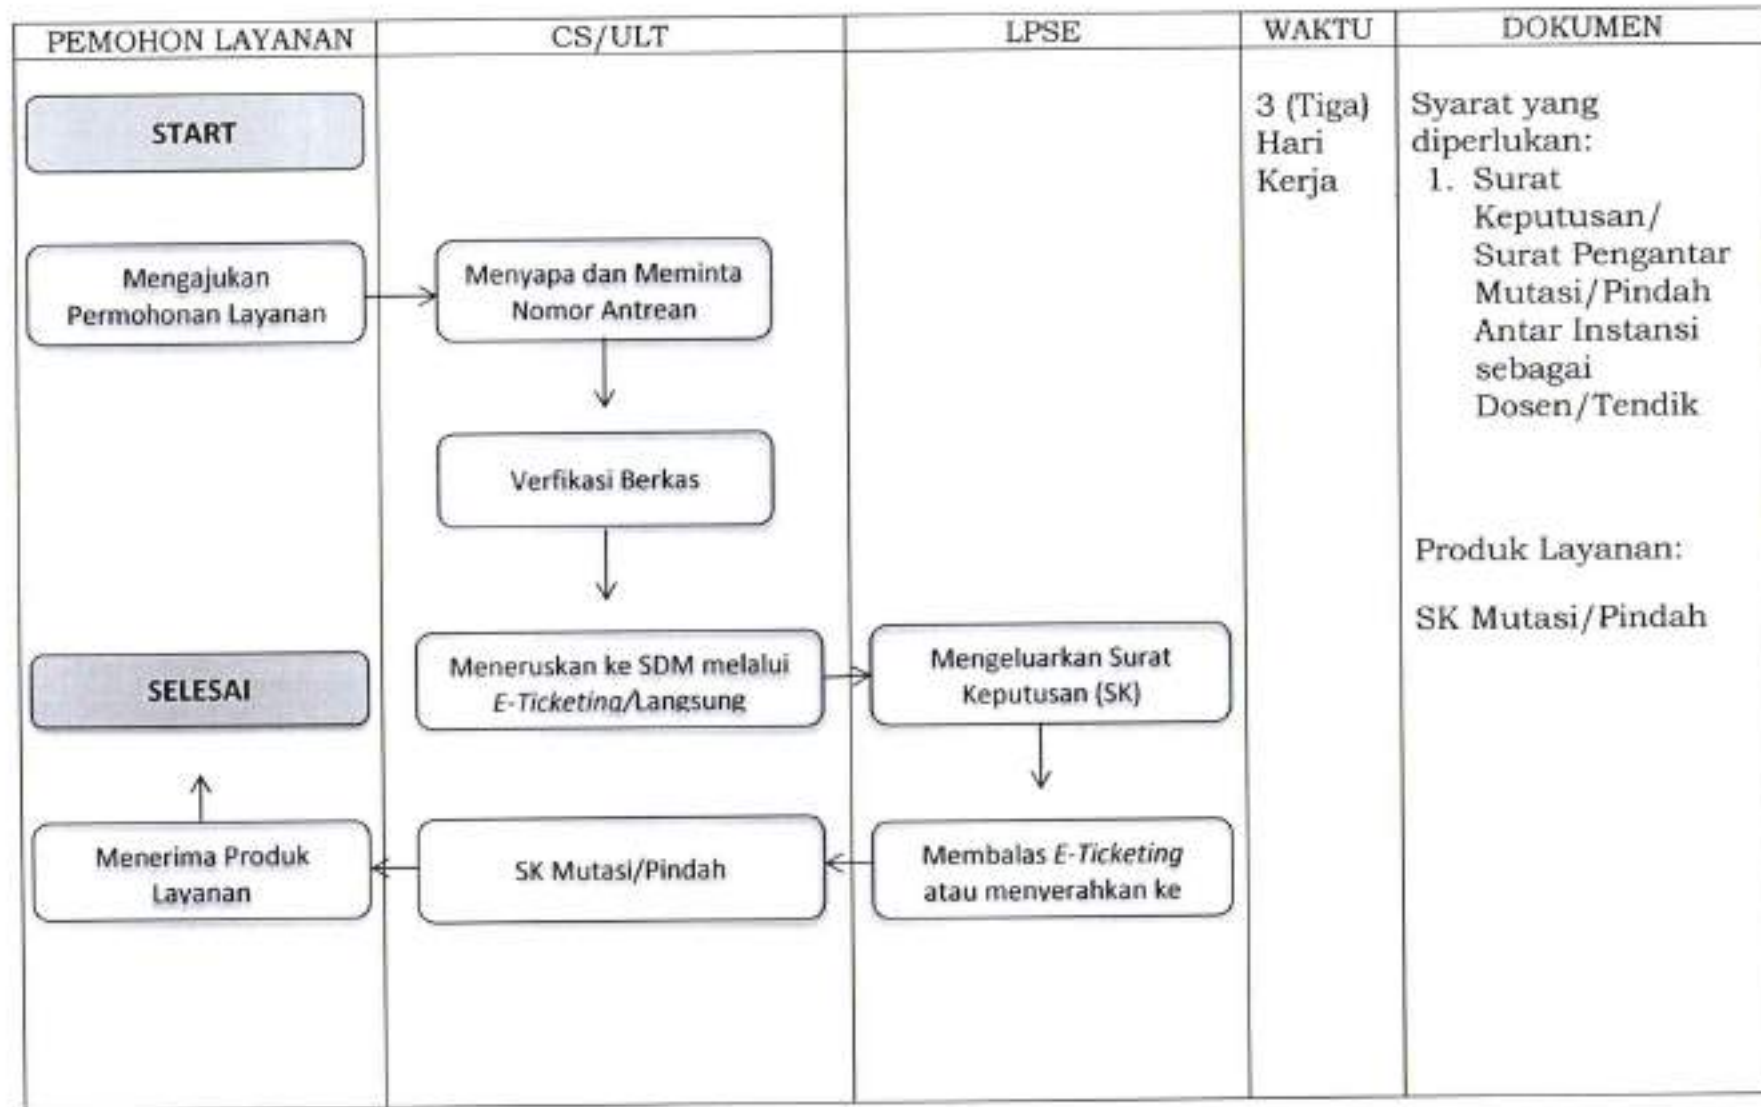 PEMOHON LAYANAN
CS/ULT
LPSE
WAKTU
DOKUMEN
START
3 (Tiga)
Hari
Kerja
Syarat yang
diperlukan:
1. Surat
Keputusan/
Surat Pengantar
Mutasi/Pindah
Antar Instansi
sebagai
Dosen/Tendik
Mengajukan
Permohonan Layanan
Menyapa dan Meminta
Nomor Antrean
Verfikasi Berkas
Produk Layanan:
SK Mutasi/Pindah
SELESAI
Meneruskan ke SDM melalui
E-Ticketing/Langsung
Mengeluarkan Surat
Keputusan (SK)
Menerima Produk
Layanan
SK Mutasi/Pindah
Membalas E-Ticketing
atau menyerahkan ke